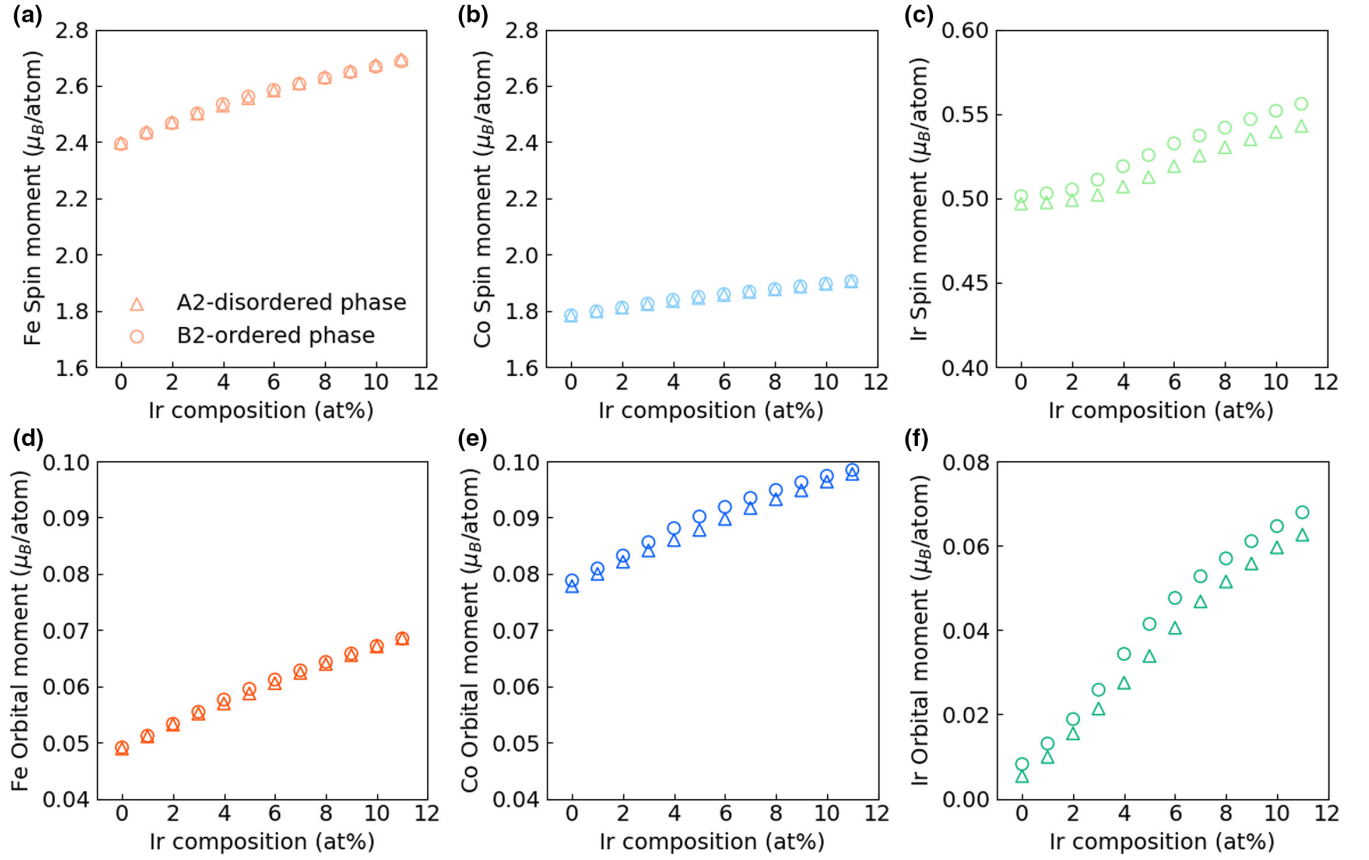 (a)
2.8
2.6
2.4
2.2
2.0
1.8
1.6
Fe Spin moment (μB/atom)
A2-disordered phase
B2-ordered phase
0 2 4 6 8 10 12
Ir composition (at%)
(b)
2.8
2.6
2.4
2.2
2.0
1.8
1.6
Co Spin moment (μB/atom)
0 2 4 6 8 10 12
Ir composition (at%)
(c)
0.60
0.55
0.50
0.45
0.40
Ir Spin moment (μB/atom)
0 2 4 6 8 10 12
Ir composition (at%)
(d)
0.10
0.09
0.08
0.07
0.06
0.05
0.04
Fe Orbital moment (μB/atom)
0 2 4 6 8 10 12
Ir composition (at%)
(e)
0.10
0.09
0.08
0.07
0.06
0.05
0.04
Co Orbital moment (μB/atom)
0 2 4 6 8 10 12
Ir composition (at%)
(f)
0.08
0.06
0.04
0.02
0.00
Ir Orbital moment (μB/atom)
0 2 4 6 8 10 12
Ir composition (at%)